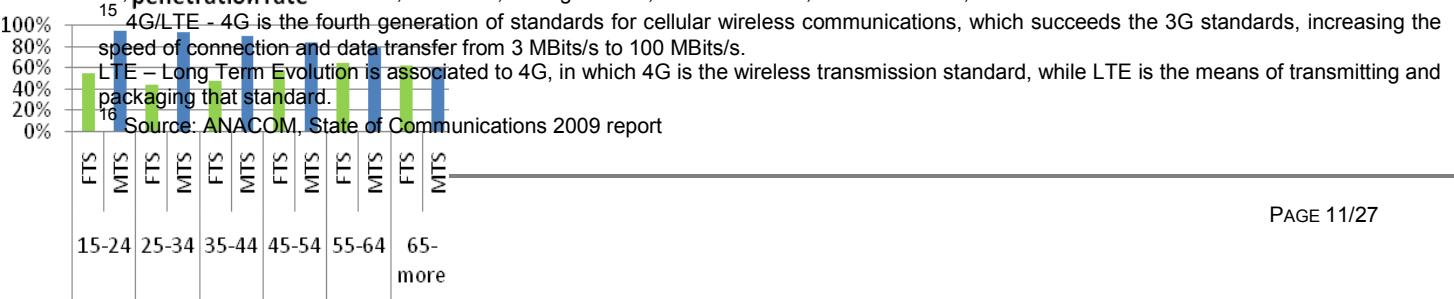 penetration rate
15 4G/LTE - 4G is the fourth generation of standards for cellular wireless communications, which succeeds the 3G standards, increasing the
speed of connection and data transfer from 3 MBits/s to 100 MBits/s.
LTE – Long Term Evolution is associated to 4G, in which 4G is the wireless transmission standard, while LTE is the means of transmitting and
packaging that standard.
16 Source: ANACOM, State of Communications 2009 report
100%
80%
60%
40%
20%
0%
FTS MTS FTS MTS FTS MTS FTS MTS FTS MTS FTS MTS
15-24 25-34 35-44 45-54 55-64 65-
more
PAGE 11/27